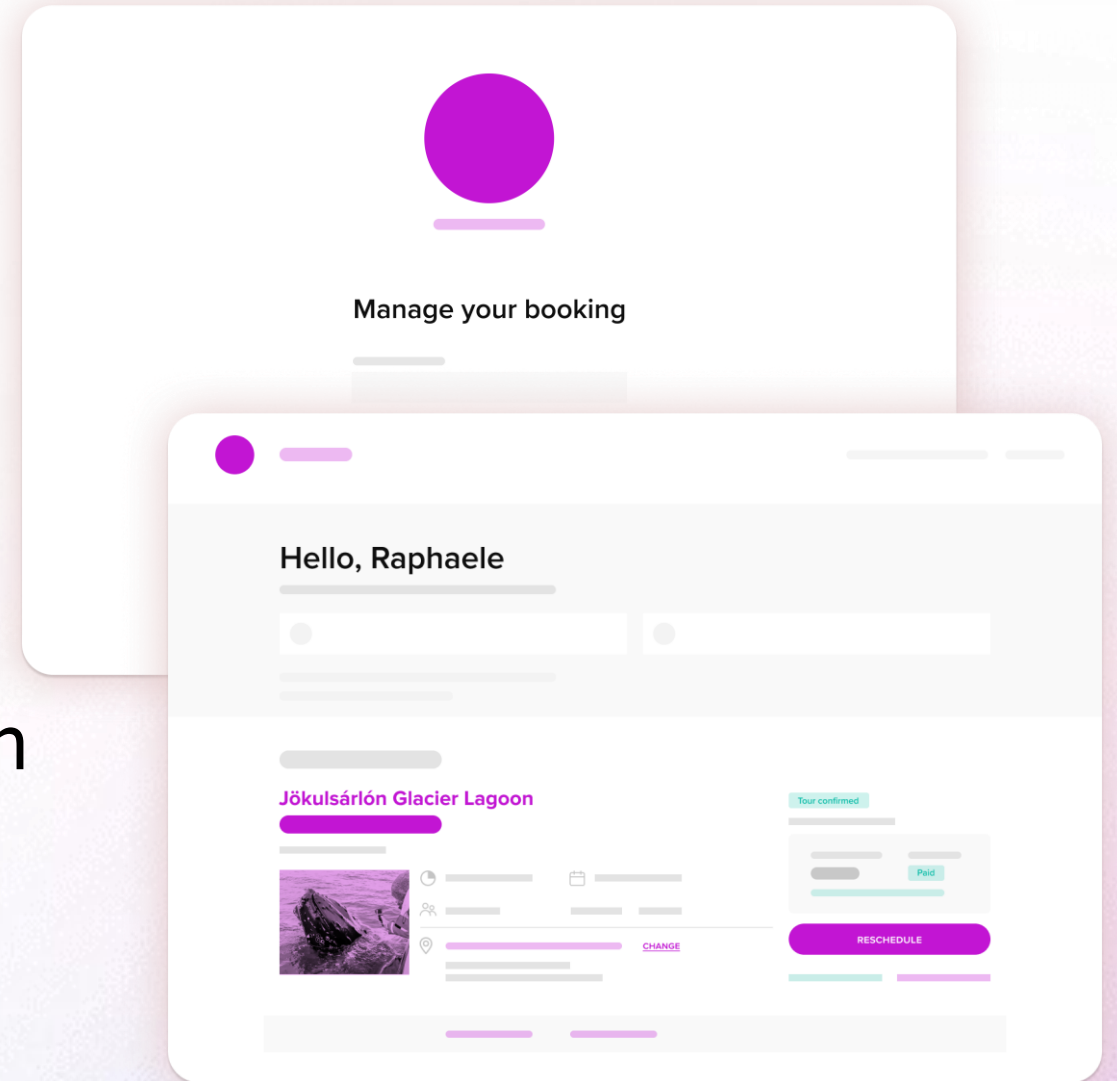 Manage your booking
n
Hello, Raphaele
Jökulsárlón Glacier Lagoon
Tour confirmed
Paid
CHANGE
RESCHEDULE